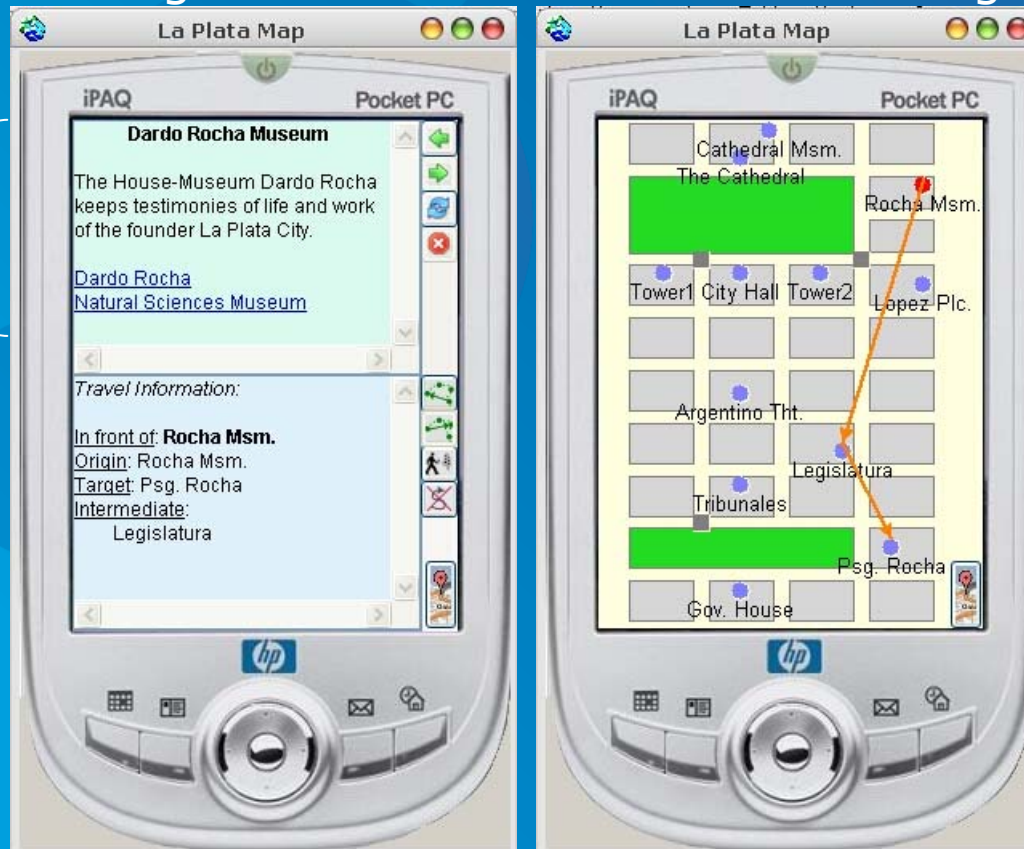 La Plata Map
iPAQ
Pocket PC
Dardo Rocha Museum
The House-Museum Dardo Rocha
keeps testimonies of life and work
of the founder La Plata City.
Dardo Rocha
Natural Sciences Museum
Travel Information:
In front of: Rocha Msm.
Origin: Rocha Msm.
Target: Psg. Rocha
Intermediate:
Legislatura
hp
La Plata Map
iPAQ
Pocket PC
Cathedral Msm.
The Cathedral
Rocha Msm.
Tower1 City Hall Tower2
Lopez Plc.
Argentino Tht.
Legislatura
Tribunales
Psg. Rocha
Gov. House
hp